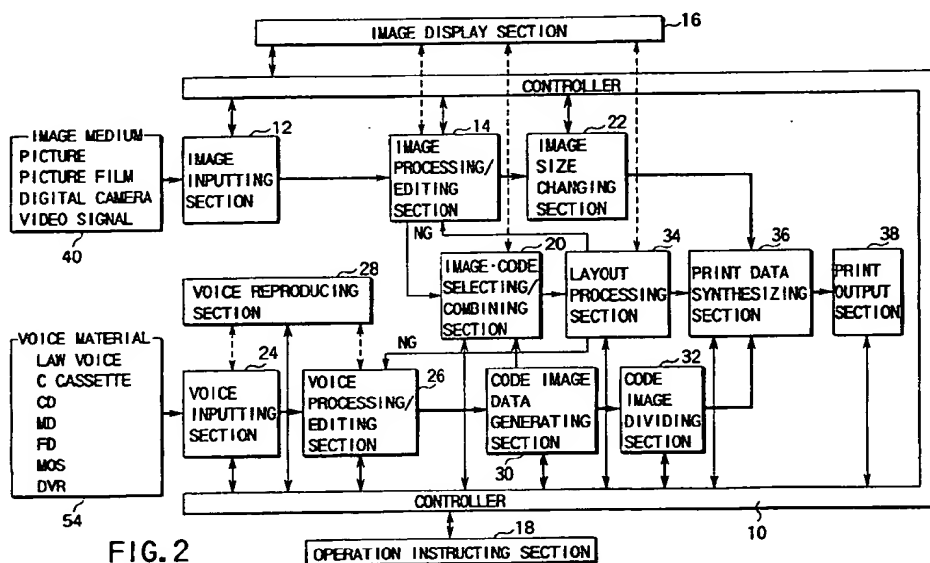 16
IMAGE DISPLAY SECTION
CONTROLLER
IMAGE MEDIUM
PICTURE
PICTURE FILM
DIGITAL CAMERA
VIDEO SIGNAL
40
12
IMAGE
INPUTTING
SECTION
14
IMAGE
PROCESSING/
EDITING
SECTION
22
IMAGE
SIZE
CHANGING
SECTION
NG
20
IMAGE·CODE
SELECTING/
COMBINING
SECTION
34
LAYOUT
PROCESSING
SECTION
36
PRINT DATA
SYNTHESIZING
SECTION
38
PRINT
OUTPUT
SECTION
28
VOICE REPRODUCING
SECTION
NG
VOICE MATERIAL
LAW VOICE
C CASSETTE
CD
MD
FD
MOS
DVR
54
24
VOICE
INPUTTING
SECTION
26
VOICE
PROCESSING/
EDITING
SECTION
CODE IMAGE
DATA
GENERATING
SECTION
30
32
CODE
IMAGE
DIVIDING
SECTION
CONTROLLER
10
18
OPERATION INSTRUCTING SECTION
FIG.2